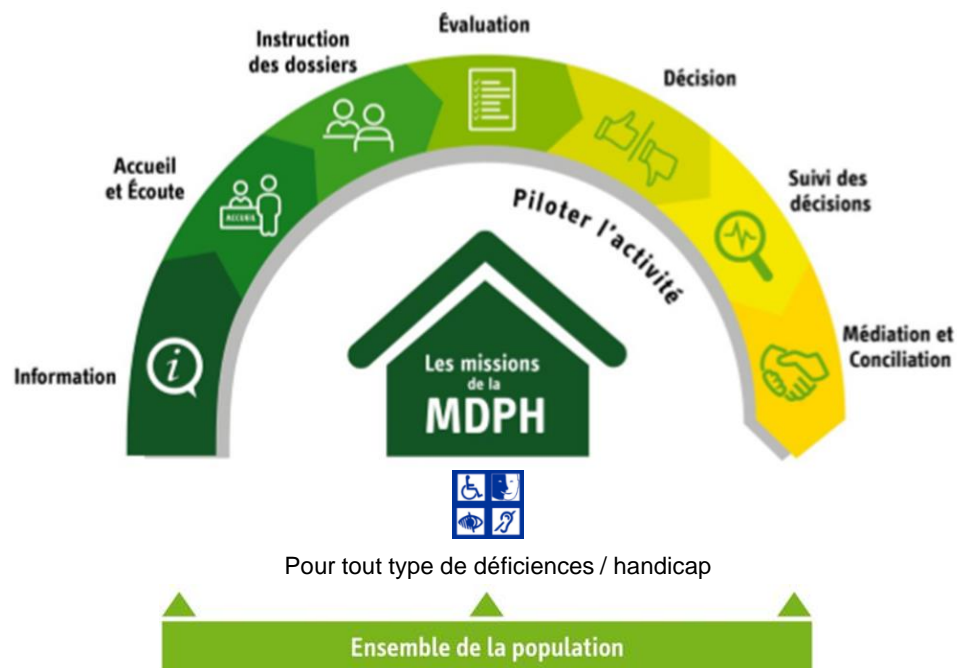 Évaluation
Instruction
des dossiers
Décision
Accueil
et Écoute
ACCUEIL
Suivi des
décisions
Piloter l'activité
Information
i
Médiation et
Conciliation
Les missions
de la
MDPH
Pour tout type de déficiences / handicap
Ensemble de la population